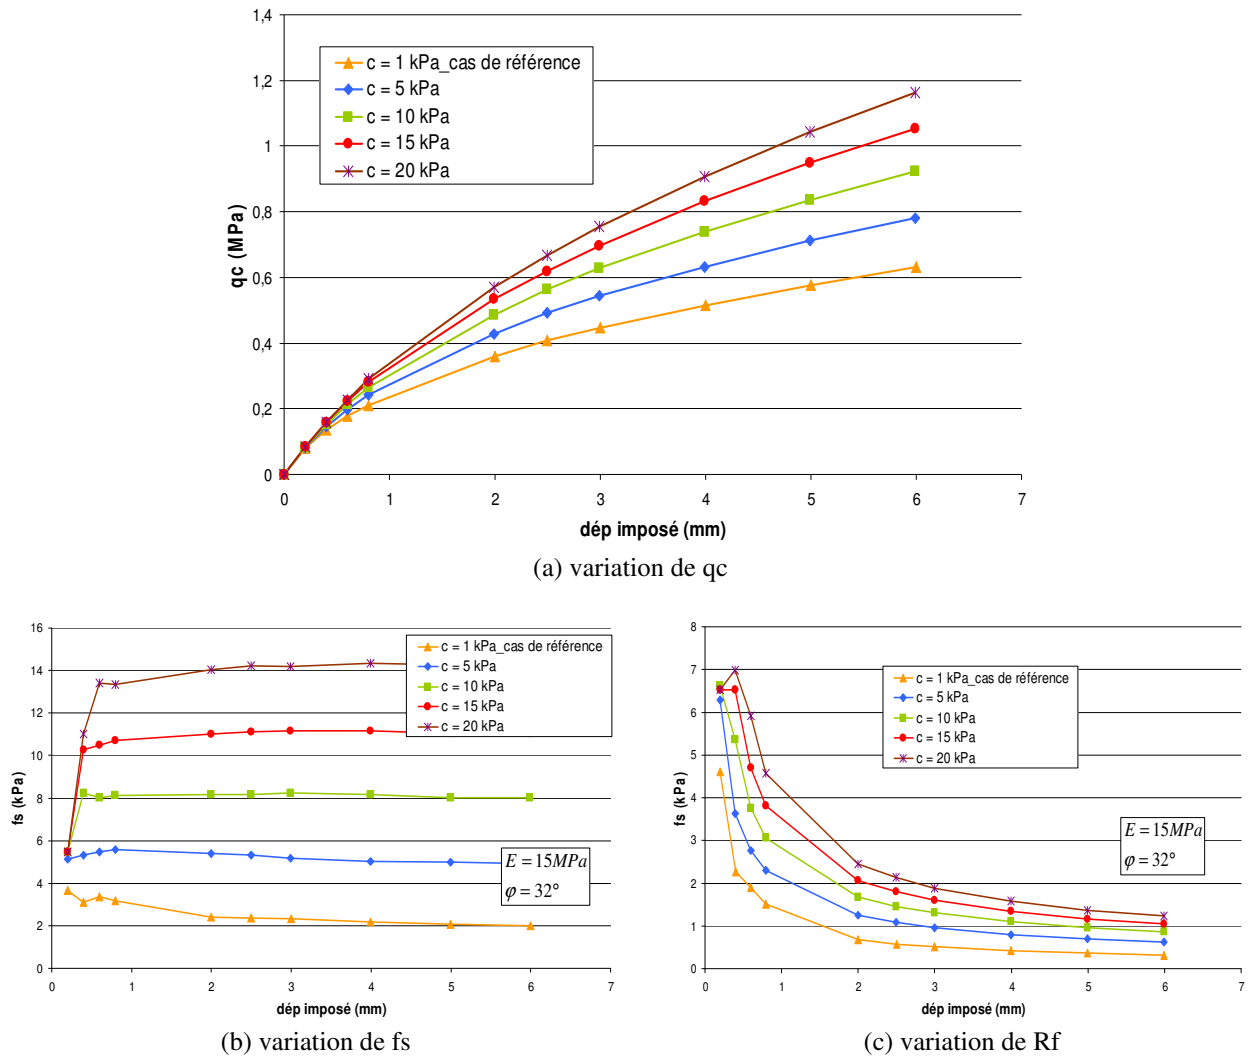 1,4
1,2
1
0,8
0,6
0,4
0,2
0
qc (MPa)
c = 1 kPa_cas de référence
c = 5 kPa
c = 10 kPa
c = 15 kPa
c = 20 kPa
0 1 2 3 4 5 6 7
dép imposé (mm)
(a) variation de qc
16
14
12
10
8
6
4
2
0
fs (kPa)
c = 1 kPa_cas de référence
c = 5 kPa
c = 10 kPa
c = 15 kPa
c = 20 kPa
E = 15MPa
φ = 32°
0 1 2 3 4 5 6 7
dép imposé (mm)
(b) variation de fs
8
7
6
5
4
3
2
1
0
fs (kPa)
c = 1 kPa_cas de référence
c = 5 kPa
c = 10 kPa
c = 15 kPa
c = 20 kPa
E = 15MPa
φ = 32°
0 1 2 3 4 5 6 7
dép imposé (mm)
(c) variation de Rf